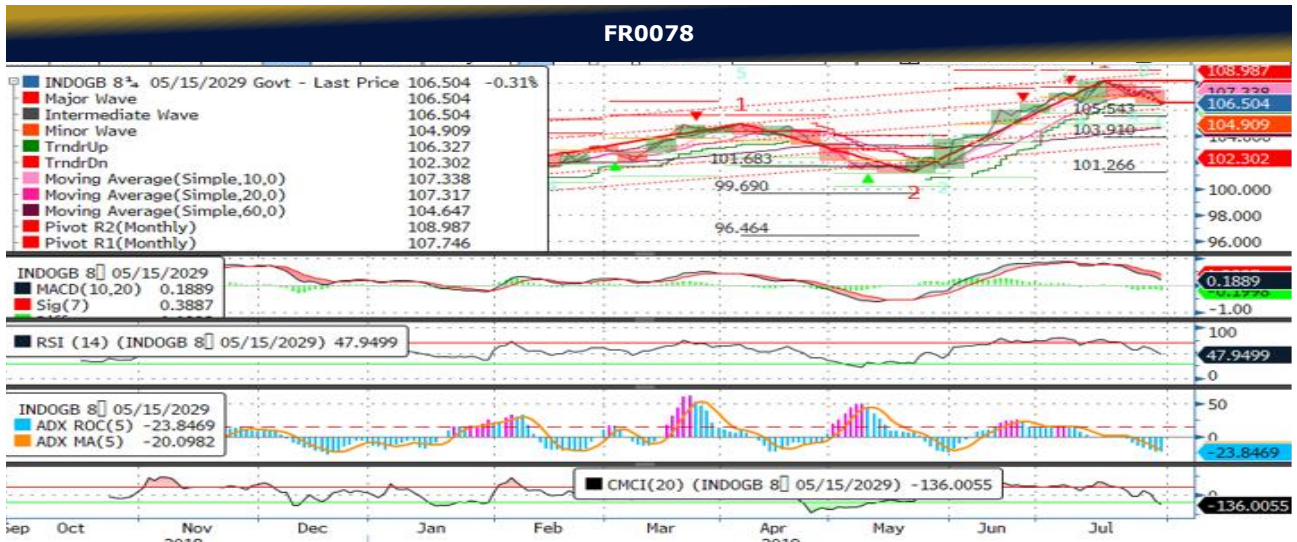 FR0078
INDOGB 8¼ 05/15/2029 Govt - Last Price 106.504 -0.31%
Major Wave 106.504
Intermediate Wave 106.504
Minor Wave 104.909
TrndrUp 106.327
TrndrDn 102.302
Moving Average(Simple,10,0) 107.338
Moving Average(Simple,20,0) 107.317
Moving Average(Simple,60,0) 104.647
Pivot R2(Monthly) 108.987
Pivot R1(Monthly) 107.746
5
1
2
101.683
99.690
96.464
105.543
103.910
101.266
108.987
107.338
106.504
104.909
102.302
100.000
98.000
96.000
INDOGB 8 05/15/2029
MACD(10,20) 0.1889
Sig(7) 0.3887
0.1889
-0.1998
-1.00
RSI (14) (INDOGB 8 05/15/2029) 47.9499
100
47.9499
0
INDOGB 8 05/15/2029
ADX ROC(5) -23.8469
ADX MA(5) -20.0982
50
0
-23.8469
CMCI(20) (INDOGB 8 05/15/2029) -136.0055
0
-136.0055
Sep Oct Nov Dec Jan Feb Mar Apr May Jun Jul